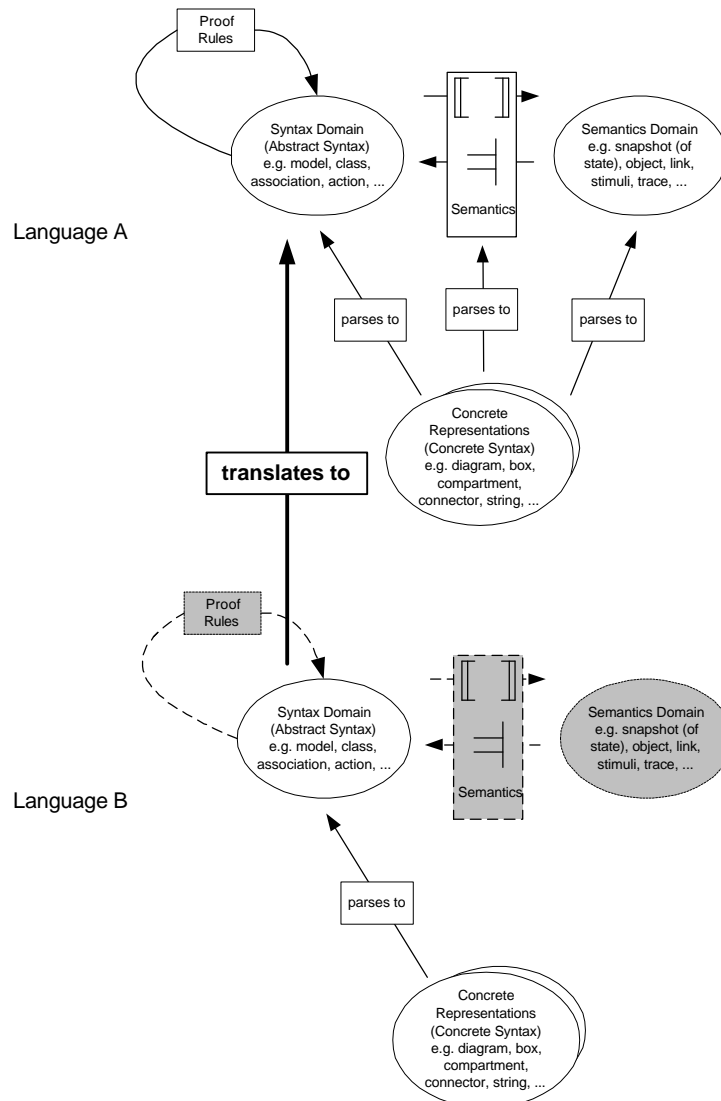 Proof
Rules
Syntax Domain
(Abstract Syntax)
e.g. model, class,
association, action, ...
Semantics
Semantics Domain
e.g. snapshot (of
state), object, link,
stimuli, trace, ...
Language A
parses to
parses to
parses to
Concrete
Representations
(Concrete Syntax)
e.g. diagram, box,
compartment,
connector, string, ...
translates to
Proof
Rules
Syntax Domain
(Abstract Syntax)
e.g. model, class,
association, action, ...
Semantics
Semantics Domain
e.g. snapshot (of
state), object, link,
stimuli, trace, ...
Language B
parses to
Concrete
Representations
(Concrete Syntax)
e.g. diagram, box,
compartment,
connector, string, ...